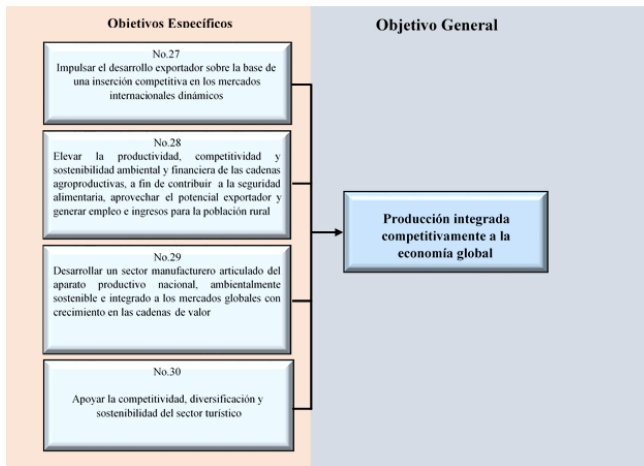 Objetivos Específicos
Objetivo General
No.27
Impulsar el desarrollo exportador sobre la base de
una inserción competitiva en los mercados
internacionales dinámicos
No.28
Elevar la productividad, competitividad y
sostenibilidad ambiental y financiera de las cadenas
agroproductivas, a fin de contribuir a la seguridad
alimentaria, aprovechar el potencial exportador y
generar empleo e ingresos para la población rural
No.29
Desarrollar un sector manufacturero articulado del
aparato productivo nacional, ambientalmente
sostenible e integrado a los mercados globales con
crecimiento en las cadenas de valor
No.30
Apoyar la competitividad, diversificación y
sostenibilidad del sector turístico
Producción integrada
competitivamente a la
economía global